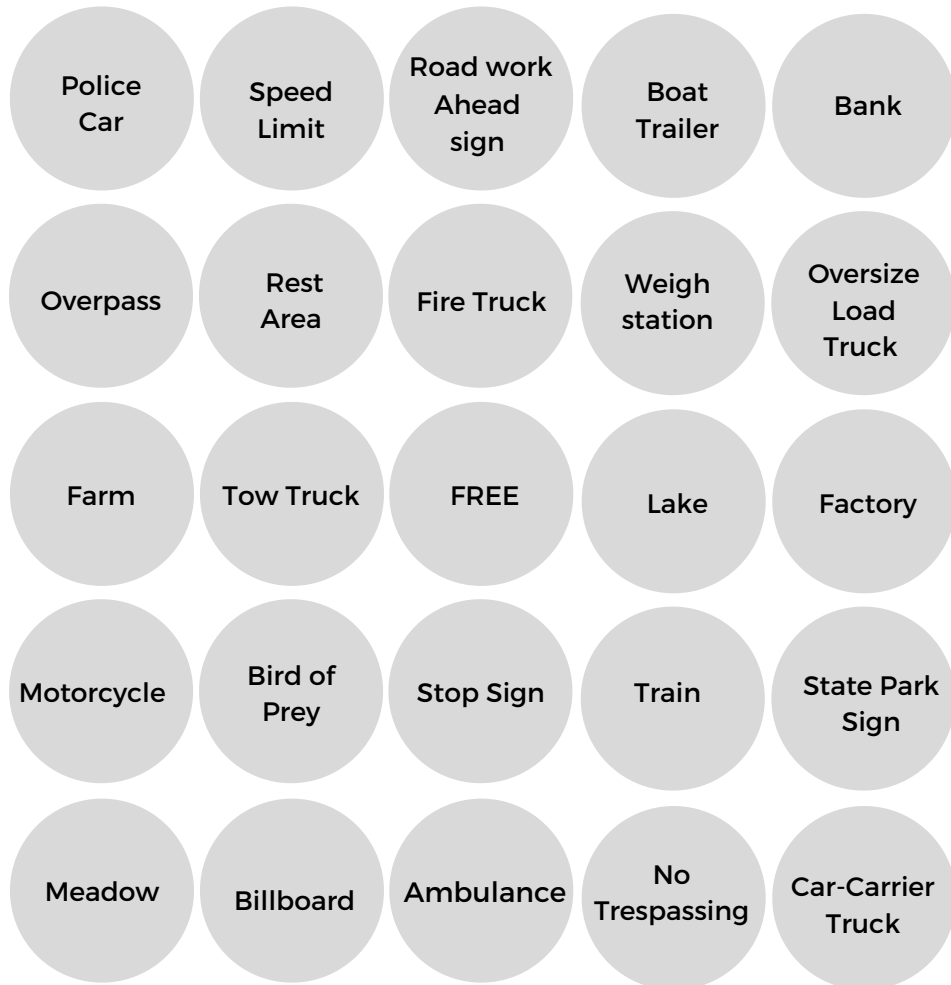 Police
Car
Speed
Limit
Road work
Ahead
sign
Boat
Trailer
Bank
Overpass
Rest
Area
Fire Truck
Weigh
station
Oversize
Load
Truck
Farm
Tow Truck
FREE
Lake
Factory
Motorcycle
Bird of
Prey
Stop Sign
Train
State Park
Sign
Meadow
Billboard
Ambulance
No
Trespassing
Car-Carrier
Truck